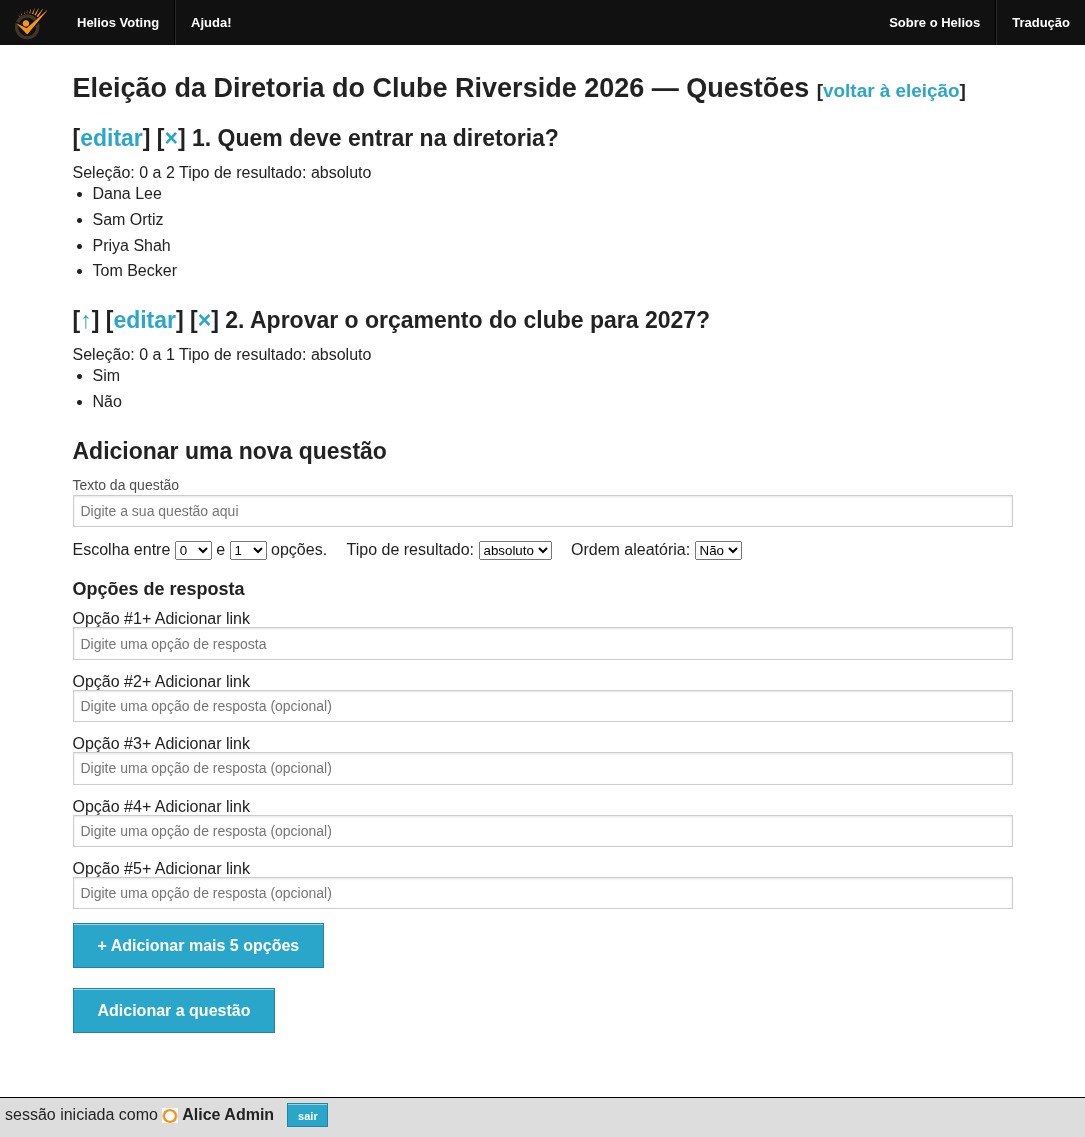 Helios Voting Ajuda! Sobre o Helios Tradução
Eleição da Diretoria do Clube Riverside 2026 — Questões [voltar à eleição]
[editar] [×] 1. Quem deve entrar na diretoria?
Seleção: 0 a 2 Tipo de resultado: absoluto
• Dana Lee
• Sam Ortiz
• Priya Shah
• Tom Becker
[↑] [editar] [×] 2. Aprovar o orçamento do clube para 2027?
Seleção: 0 a 1 Tipo de resultado: absoluto
• Sim
• Não
Adicionar uma nova questão
Texto da questão
Digite a sua questão aqui
Escolha entre 0 e 1 opções. Tipo de resultado: absoluto Ordem aleatória: Não
Opções de resposta
Opção #1+ Adicionar link
Digite uma opção de resposta
Opção #2+ Adicionar link
Digite uma opção de resposta (opcional)
Opção #3+ Adicionar link
Digite uma opção de resposta (opcional)
Opção #4+ Adicionar link
Digite uma opção de resposta (opcional)
Opção #5+ Adicionar link
Digite uma opção de resposta (opcional)
+ Adicionar mais 5 opções
Adicionar a questão
sessão iniciada como Alice Admin sair